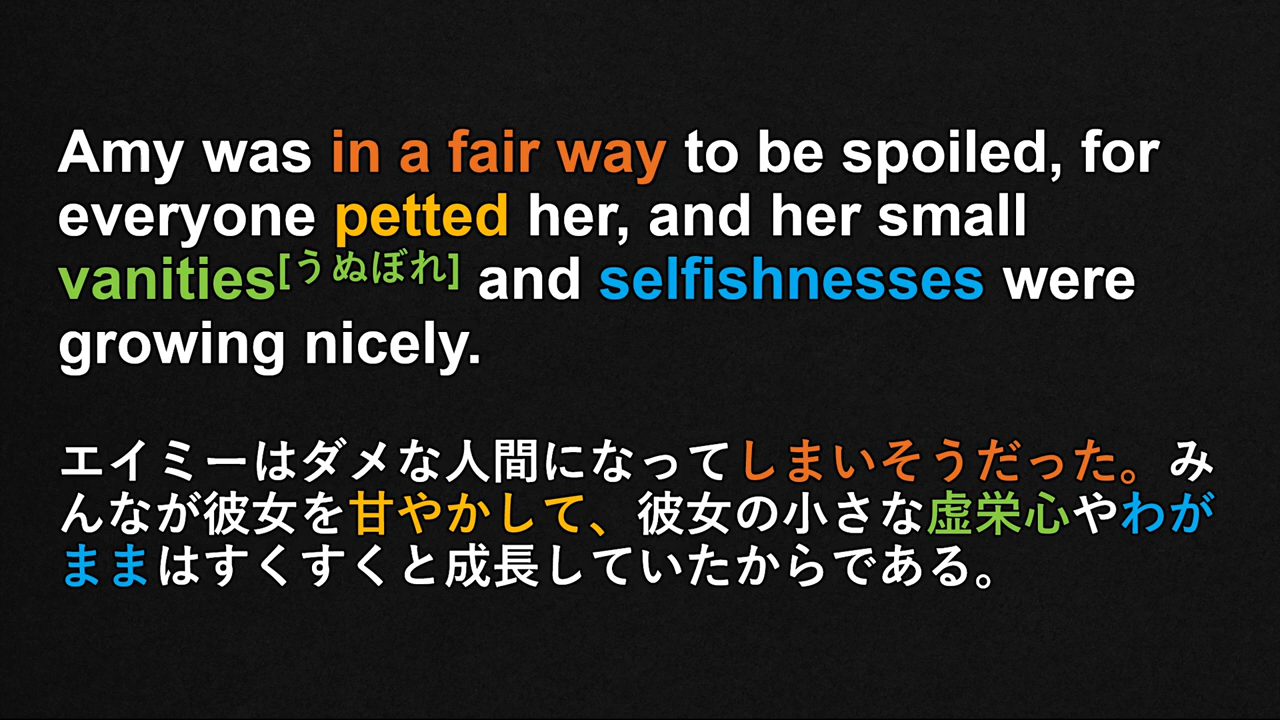 Amy was in a fair way to be spoiled, for
everyone petted her, and her small
vanities[うぬぼれ] and selfishnesses were
growing nicely.
エイミーはダメな人間になってしまいそうだった。み
んなが彼女を甘やかして、彼女の小さな虚栄心やわが
ままはすくすくと成長していたからである。